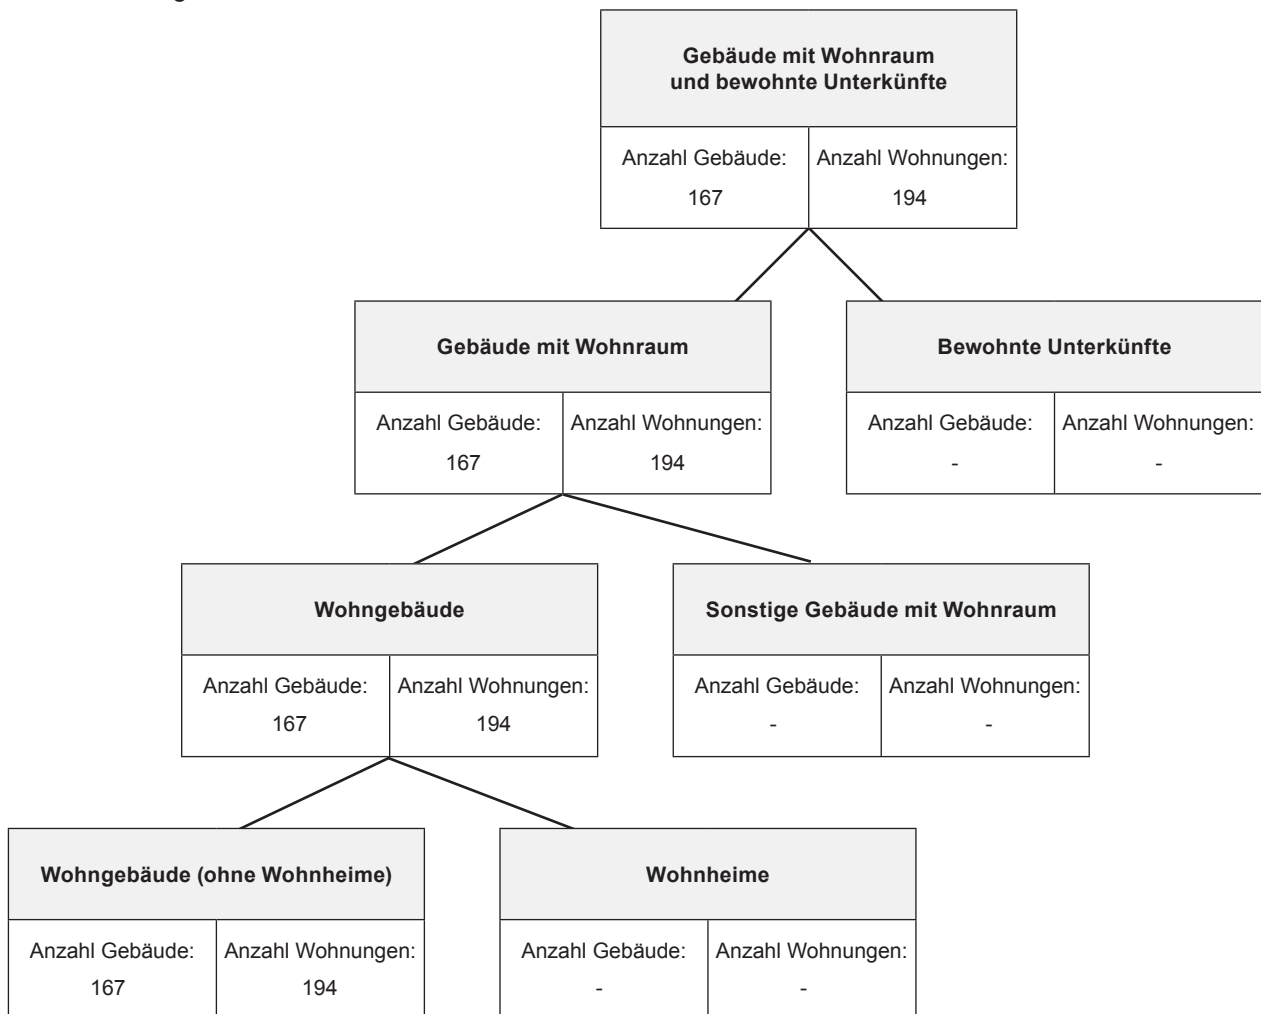 Gebäude mit Wohnraum
und bewohnte Unterkünfte
Anzahl Gebäude:
167
Anzahl Wohnungen:
194
Gebäude mit Wohnraum
Anzahl Gebäude:
167
Anzahl Wohnungen:
194
Bewohnte Unterkünfte
Anzahl Gebäude:
-
Anzahl Wohnungen:
-
Wohngebäude
Anzahl Gebäude:
167
Anzahl Wohnungen:
194
Sonstige Gebäude mit Wohnraum
Anzahl Gebäude:
-
Anzahl Wohnungen:
-
Wohngebäude (ohne Wohnheime)
Anzahl Gebäude:
167
Anzahl Wohnungen:
194
Wohnheime
Anzahl Gebäude:
-
Anzahl Wohnungen:
-